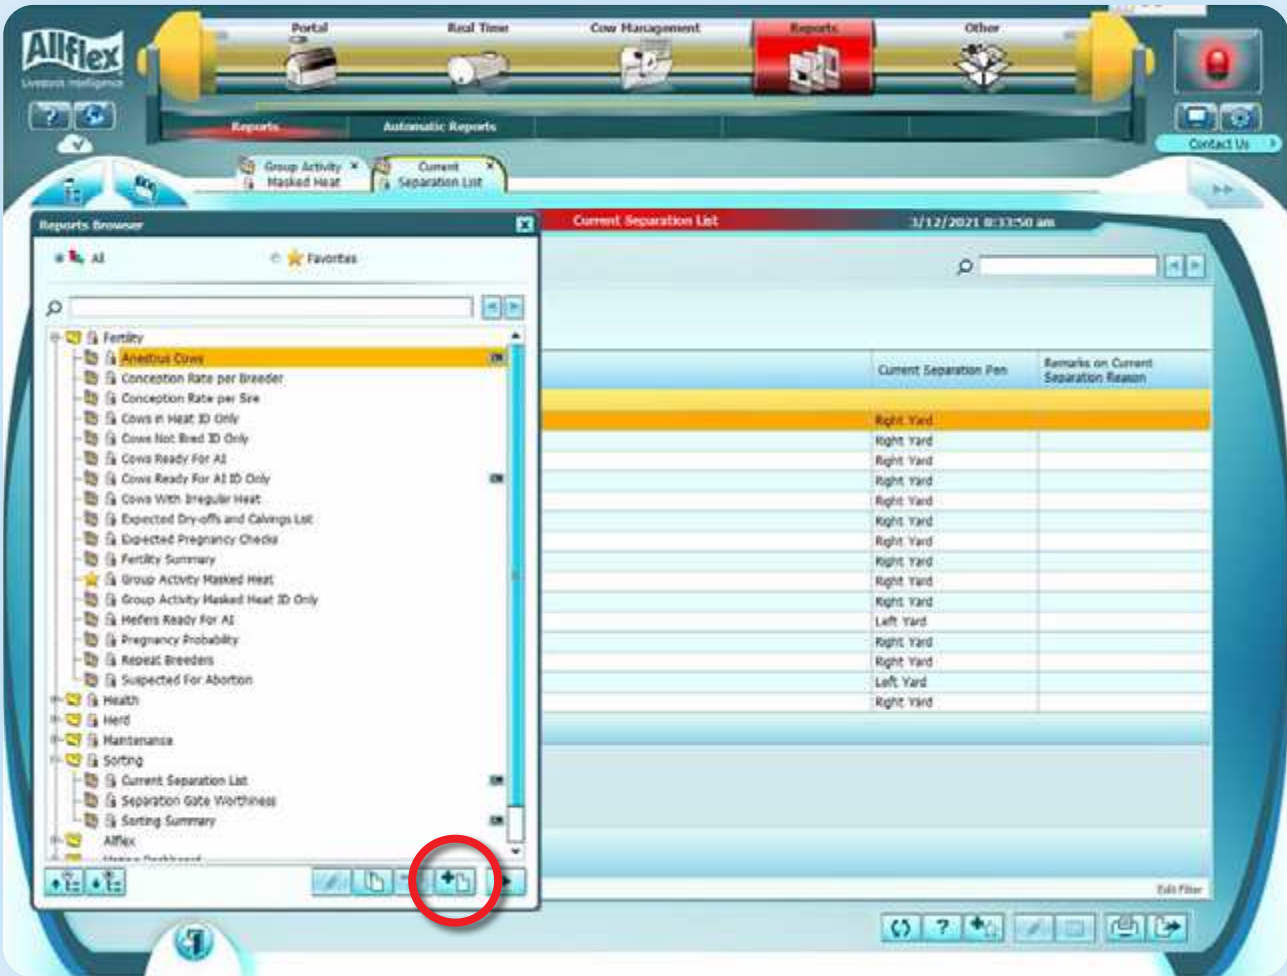 Portal
Real Time
Cow Management
Reports
Other
Allflex
Livestock Intelligence
Reports
Automatic Reports
Contact Us
Group Activity
Masked Heat
Current
Separation List
Reports Browser
Current Separation List
3/12/2021 8:33:50 am
All
Favorites
Current Separation Pen
Remarks on Current
Separation Reason
Fertility
Anestrus Cows
Conception Rate per Breeder
Conception Rate per Sire
Cows in Heat ID Only
Cows Not Bred ID Only
Cows Ready For AI
Cows Ready For AI ID Only
Cows With Irregular Heat
Expected Dry-offs and Calvings List
Expected Pregnancy Checks
Fertility Summary
Group Activity Masked Heat
Group Activity Masked Heat ID Only
Heifers Ready For AI
Pregnancy Probability
Repeat Breeders
Suspected For Abortion
Health
Herd
Maintenance
Sorting
Current Separation List
Separation Gate Worthiness
Sorting Summary
Allflex
Right Yard
Right Yard
Right Yard
Right Yard
Right Yard
Right Yard
Right Yard
Right Yard
Right Yard
Right Yard
Left Yard
Right Yard
Right Yard
Left Yard
Right Yard
Edit Filter